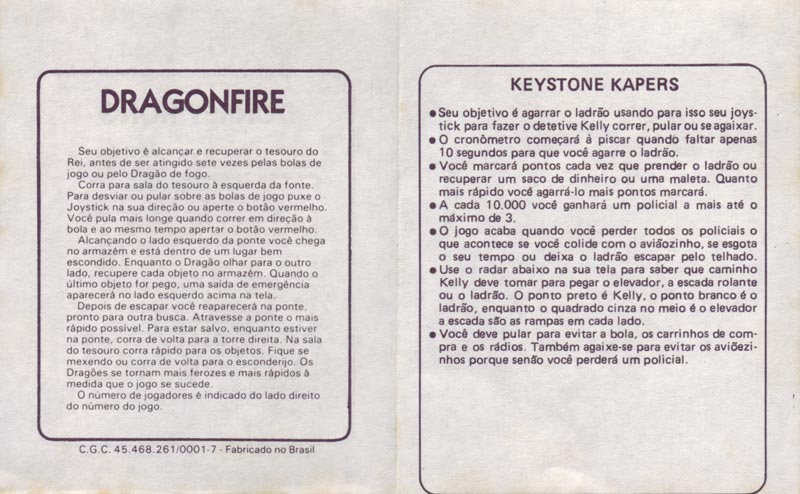 DRAGONFIRE
Seu objetivo é alcançar e recuperar o tesouro do
Rei, antes de ser atingido sete vezes pelas bolas de
jogo ou pelo Dragão de fogo.
Corra para sala do tesouro à esquerda da fonte.
Para desviar ou pular sobre as bolas de jogo puxe o
Joystick na sua direção ou aperte o botão vermelho.
Você pula mais longe quando correr em direção à
bola e ao mesmo tempo apertar o botão vermelho.
Alcançando o lado esquerdo da ponte você chega
no armazém e está dentro de um lugar bem
escondido. Enquanto o Dragão olhar para o outro
lado, recupere cada objeto no armazém. Quando o
último objeto for pego, uma saída de emergência
aparecerá no lado esquerdo acima na tela.
Depois de escapar você reaparecerá na ponte,
pronto para outra busca. Atravesse a ponte o mais
rápido possível. Para estar salvo, enquanto estiver
na ponte, corra de volta para a torre direita. Na sala
do tesouro corra rápido para os objetos. Fique se
mexendo ou corra de volta para o esconderijo. Os
Dragões se tornam mais ferozes e mais rápidos à
medida que o jogo se sucede.
O número de jogadores é indicado do lado direito
do número do jogo.
C.G.C. 45.468.261/0001-7 - Fabricado no Brasil
KEYSTONE KAPERS
● Seu objetivo é agarrar o ladrão usando para isso seu joys-
tick para fazer o detetive Kelly correr, pular ou se agaixar.
● O cronômetro começará à piscar quando faltar apenas
10 segundos para que você agarre o ladrão.
● Você marcará pontos cada vez que prender o ladrão ou
recuperar um saco de dinheiro ou uma maleta. Quanto
mais rápido você agarrá-lo mais pontos marcará.
● A cada 10.000 você ganhará um policial a mais até o
máximo de 3.
● O jogo acaba quando você perder todos os policiais o
que acontece se você colide com o aviãozinho, se esgota
o seu tempo ou deixa o ladrão escapar pelo telhado.
● Use o radar abaixo na sua tela para saber que caminho
Kelly deve tomar para pegar o elevador, a escada rolante
ou o ladrão. O ponto preto é Kelly, o ponto branco é o
ladrão, enquanto o quadrado cinza no meio é o elevador
a escada são as rampas em cada lado.
● Você deve pular para evitar a bola, os carrinhos de com-
pra e os rádios. Também agaixe-se para evitar os aviõezi-
nhos porque senão você perderá um policial.